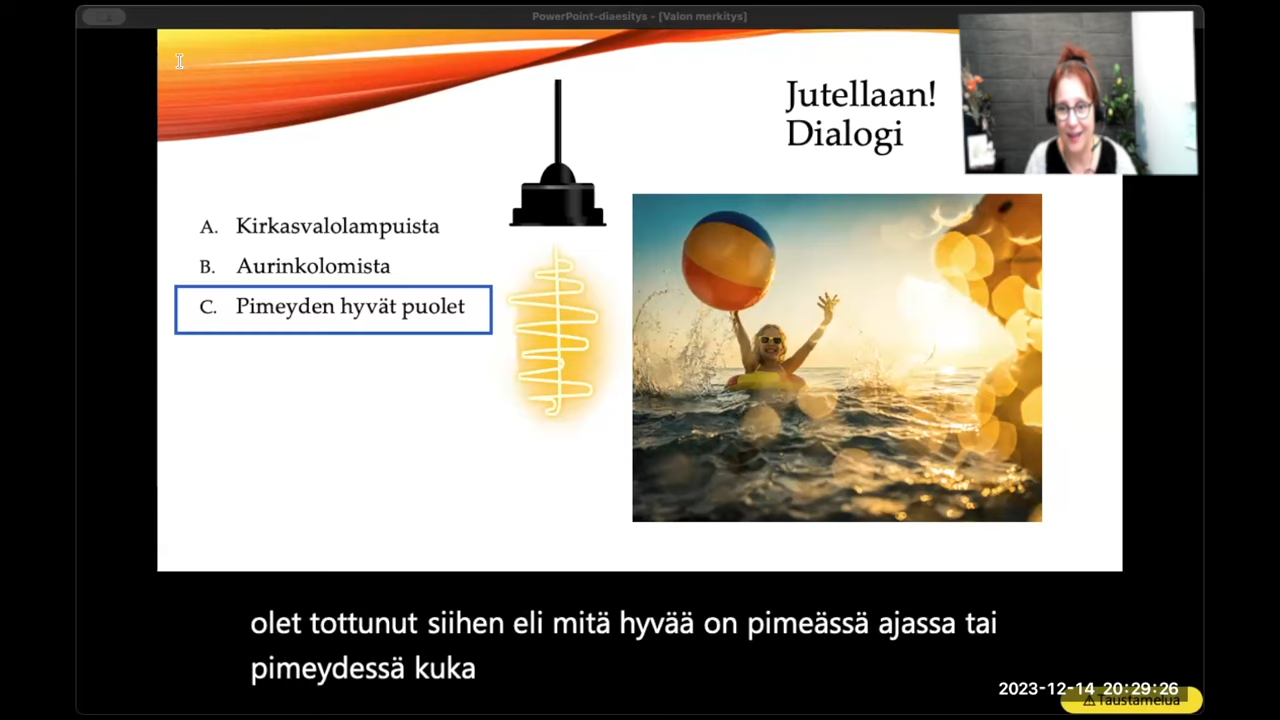 PowerPoint-diaesitys - [Valon merkitys]
Jutellaan!
Dialogi
A. Kirkasvalolampuista
B. Aurinkolomista
C. Pimeyden hyvät puolet
olet tottunut siihen eli mitä hyvää on pimeässä ajassa tai
pimeydessä kuka
2023-12-14 20:29:26
Taustamelua